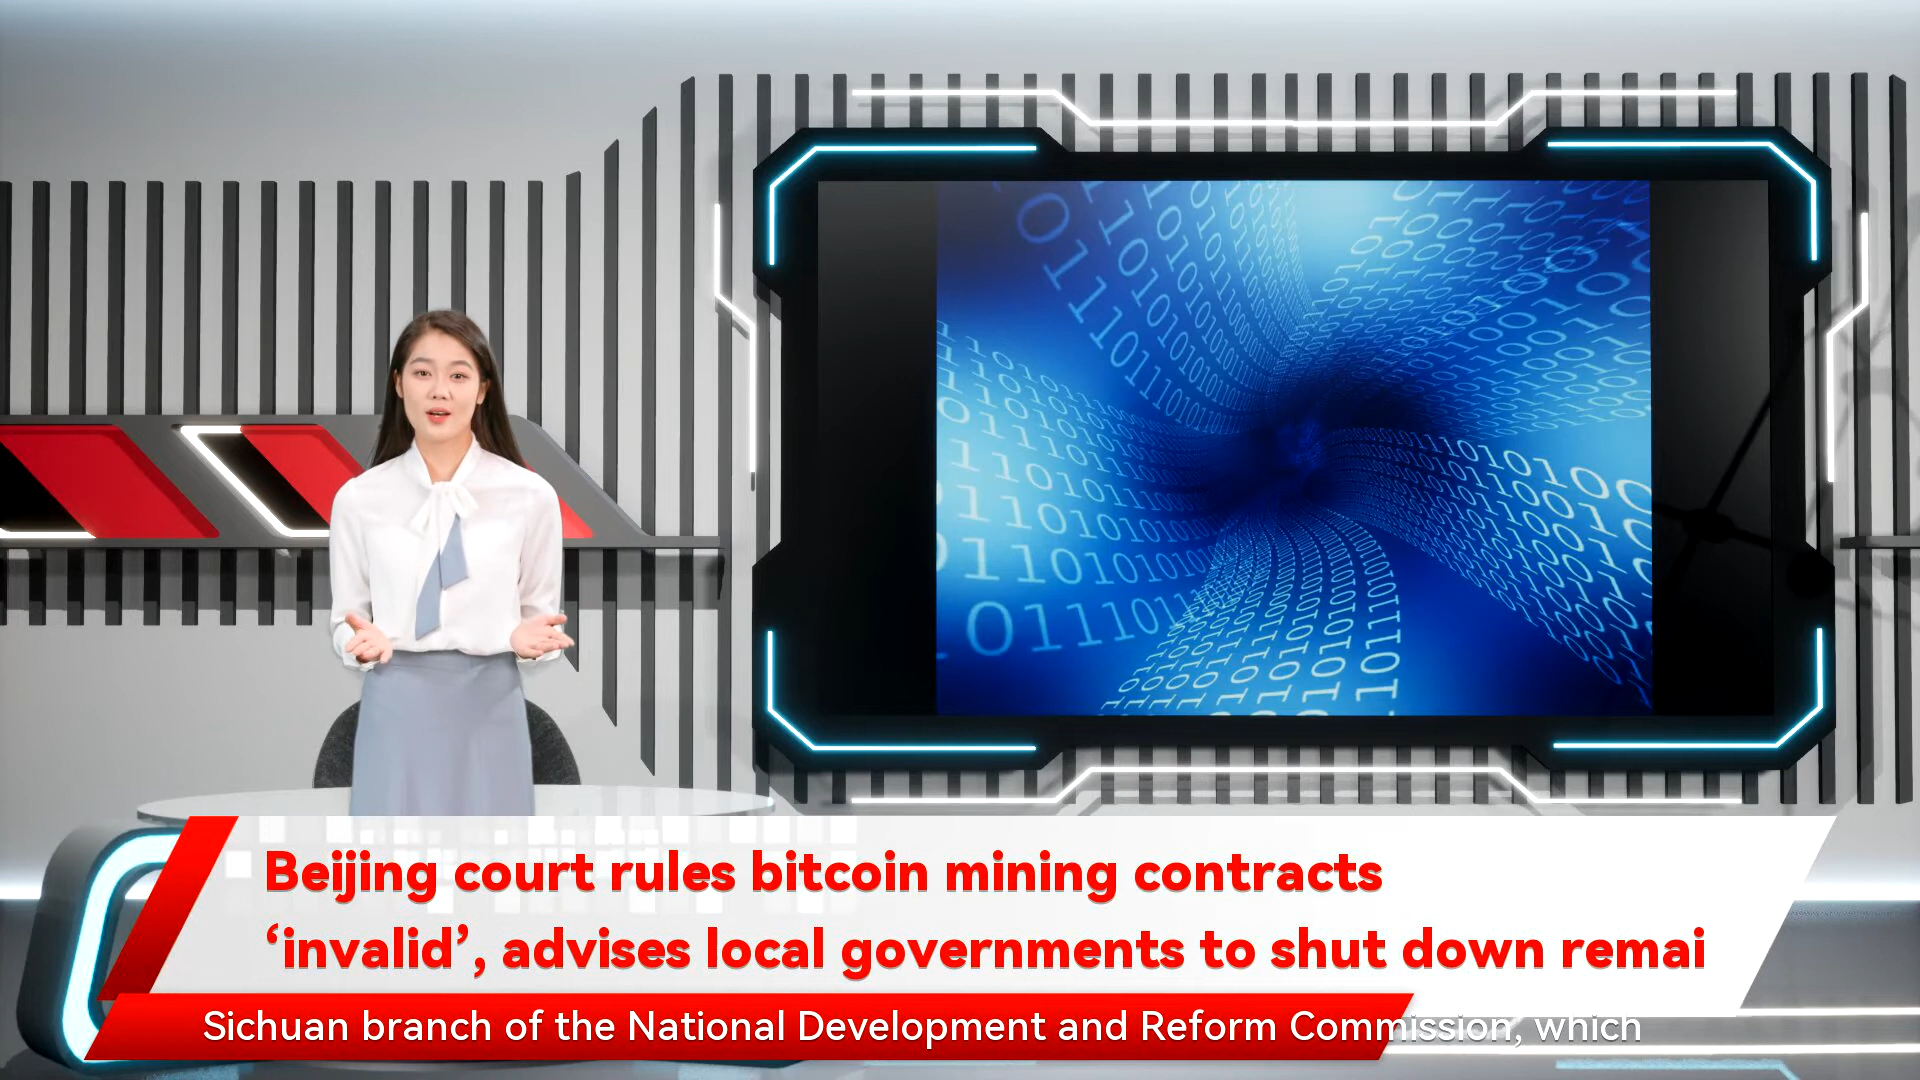 Beijing court rules bitcoin mining contracts
‘invalid’, advises local governments to shut down remai
Sichuan branch of the National Development and Reform Commission, which